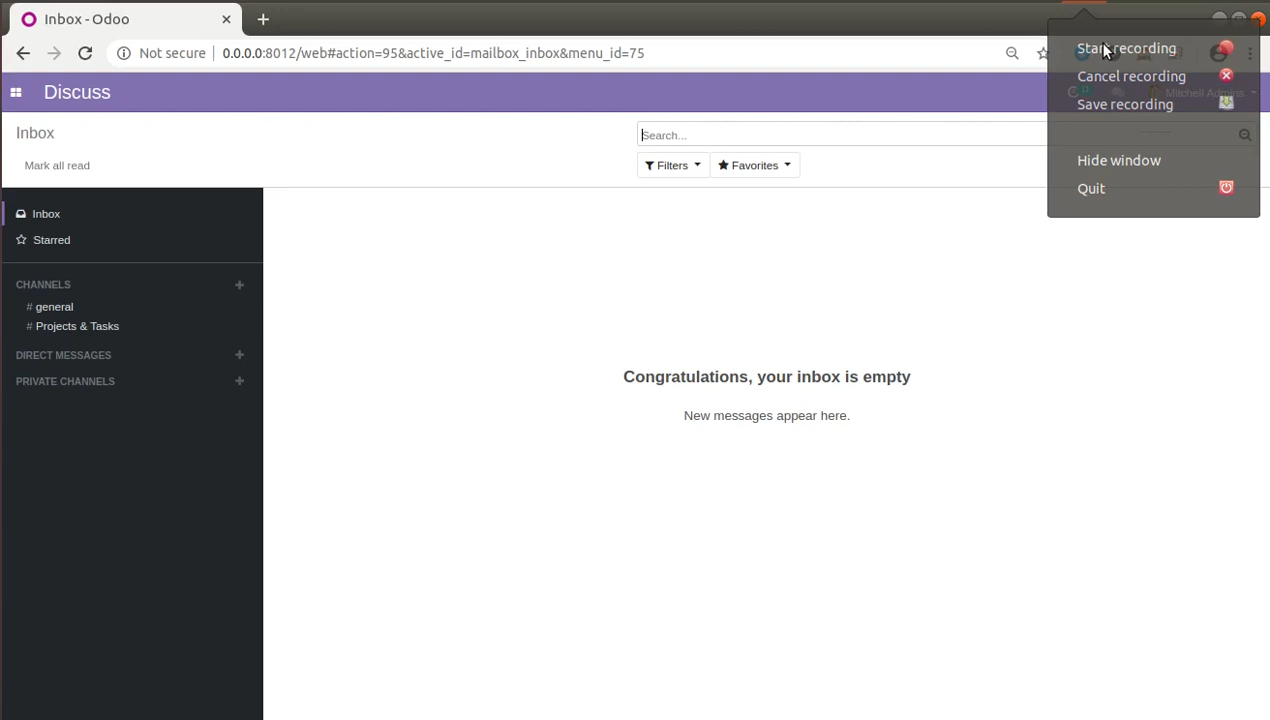 Inbox - Odoo
Start recording
Not secure
0.0.0.0:8012/web#action=95&active_id=mailbox_inbox&menu_id=75
Cancel recording
Discuss
Mitchell Admins
Save recording
Inbox
Search...
Mark all read
Filters
Favorites
Hide window
Quit
Inbox
Starred
CHANNELS
# general
# Projects & Tasks
DIRECT MESSAGES
PRIVATE CHANNELS
Congratulations, your inbox is empty
New messages appear here.